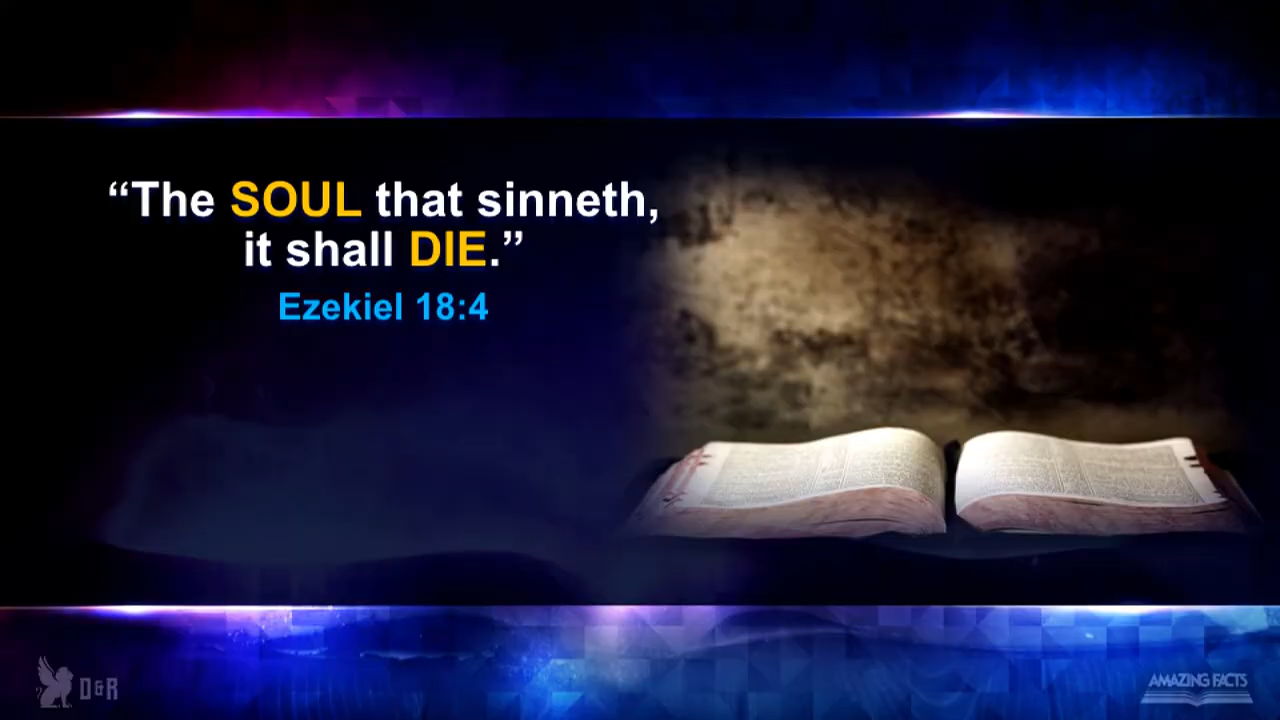 “The SOUL that sinneth,
it shall DIE.”
Ezekiel 18:4
D&R
AMAZING FACTS